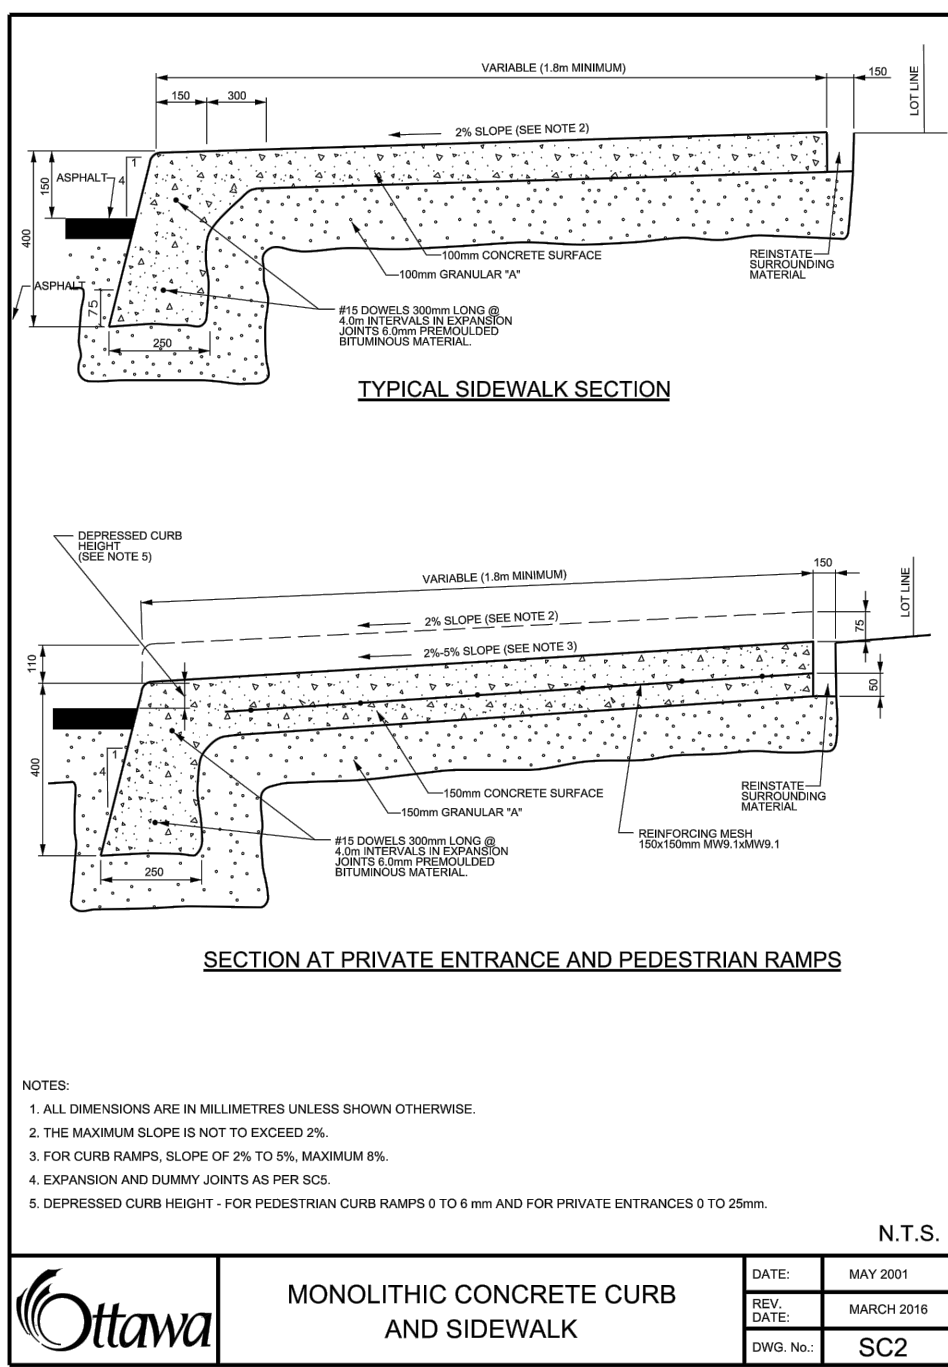 VARIABLE (1.8m MINIMUM)
150
LOT LINE
150
300
2% SLOPE (SEE NOTE 2)
1
4
ASPHALT
150
400
ASPHALT
75
250
100mm CONCRETE SURFACE
100mm GRANULAR "A"
REINSTATE
SURROUNDING
MATERIAL
#15 DOWELS 300mm LONG @
4.0m INTERVALS IN EXPANSION
JOINTS 6.0mm PREMOULDED
BITUMINOUS MATERIAL.
TYPICAL SIDEWALK SECTION
DEPRESSED CURB
HEIGHT
(SEE NOTE 5)
VARIABLE (1.8m MINIMUM)
150
LOT LINE
2% SLOPE (SEE NOTE 2)
75
2%-5% SLOPE (SEE NOTE 3)
110
50
400
1
4
150mm CONCRETE SURFACE
150mm GRANULAR "A"
REINSTATE
SURROUNDING
MATERIAL
REINFORCING MESH
150x150mm MW9.1xMW9.1
#15 DOWELS 300mm LONG @
4.0m INTERVALS IN EXPANSION
JOINTS 6.0mm PREMOULDED
BITUMINOUS MATERIAL.
250
SECTION AT PRIVATE ENTRANCE AND PEDESTRIAN RAMPS
NOTES:
1. ALL DIMENSIONS ARE IN MILLIMETRES UNLESS SHOWN OTHERWISE.
2. THE MAXIMUM SLOPE IS NOT TO EXCEED 2%.
3. FOR CURB RAMPS, SLOPE OF 2% TO 5%, MAXIMUM 8%.
4. EXPANSION AND DUMMY JOINTS AS PER SC5.
5. DEPRESSED CURB HEIGHT - FOR PEDESTRIAN CURB RAMPS 0 TO 6 mm AND FOR PRIVATE ENTRANCES 0 TO 25mm.
N.T.S.
Ottawa
MONOLITHIC CONCRETE CURB
AND SIDEWALK
DATE: MAY 2001
REV.
DATE: MARCH 2016
DWG. No.: SC2